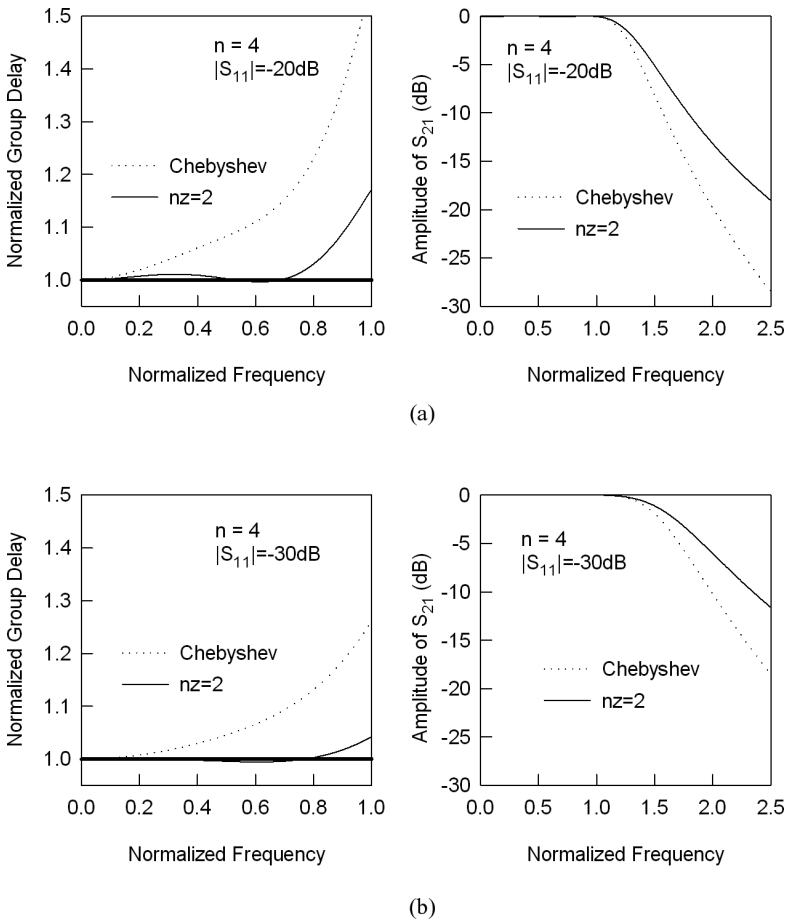 1.5
1.4
1.3
1.2
1.1
1.0
Normalized Group Delay
n = 4
|S11|=-20dB
Chebyshev
nz=2
0.0 0.2 0.4 0.6 0.8 1.0
Normalized Frequency
0
-5
-10
-15
-20
-25
-30
Amplitude of S21 (dB)
n = 4
|S11|=-20dB
Chebyshev
nz=2
0.0 0.5 1.0 1.5 2.0 2.5
Normalized Frequency
(a)
1.5
1.4
1.3
1.2
1.1
1.0
Normalized Group Delay
n = 4
|S11|=-30dB
Chebyshev
nz=2
0.0 0.2 0.4 0.6 0.8 1.0
Normalized Frequency
0
-5
-10
-15
-20
-25
-30
Amplitude of S21 (dB)
n = 4
|S11|=-30dB
Chebyshev
nz=2
0.0 0.5 1.0 1.5 2.0 2.5
Normalized Frequency
(b)